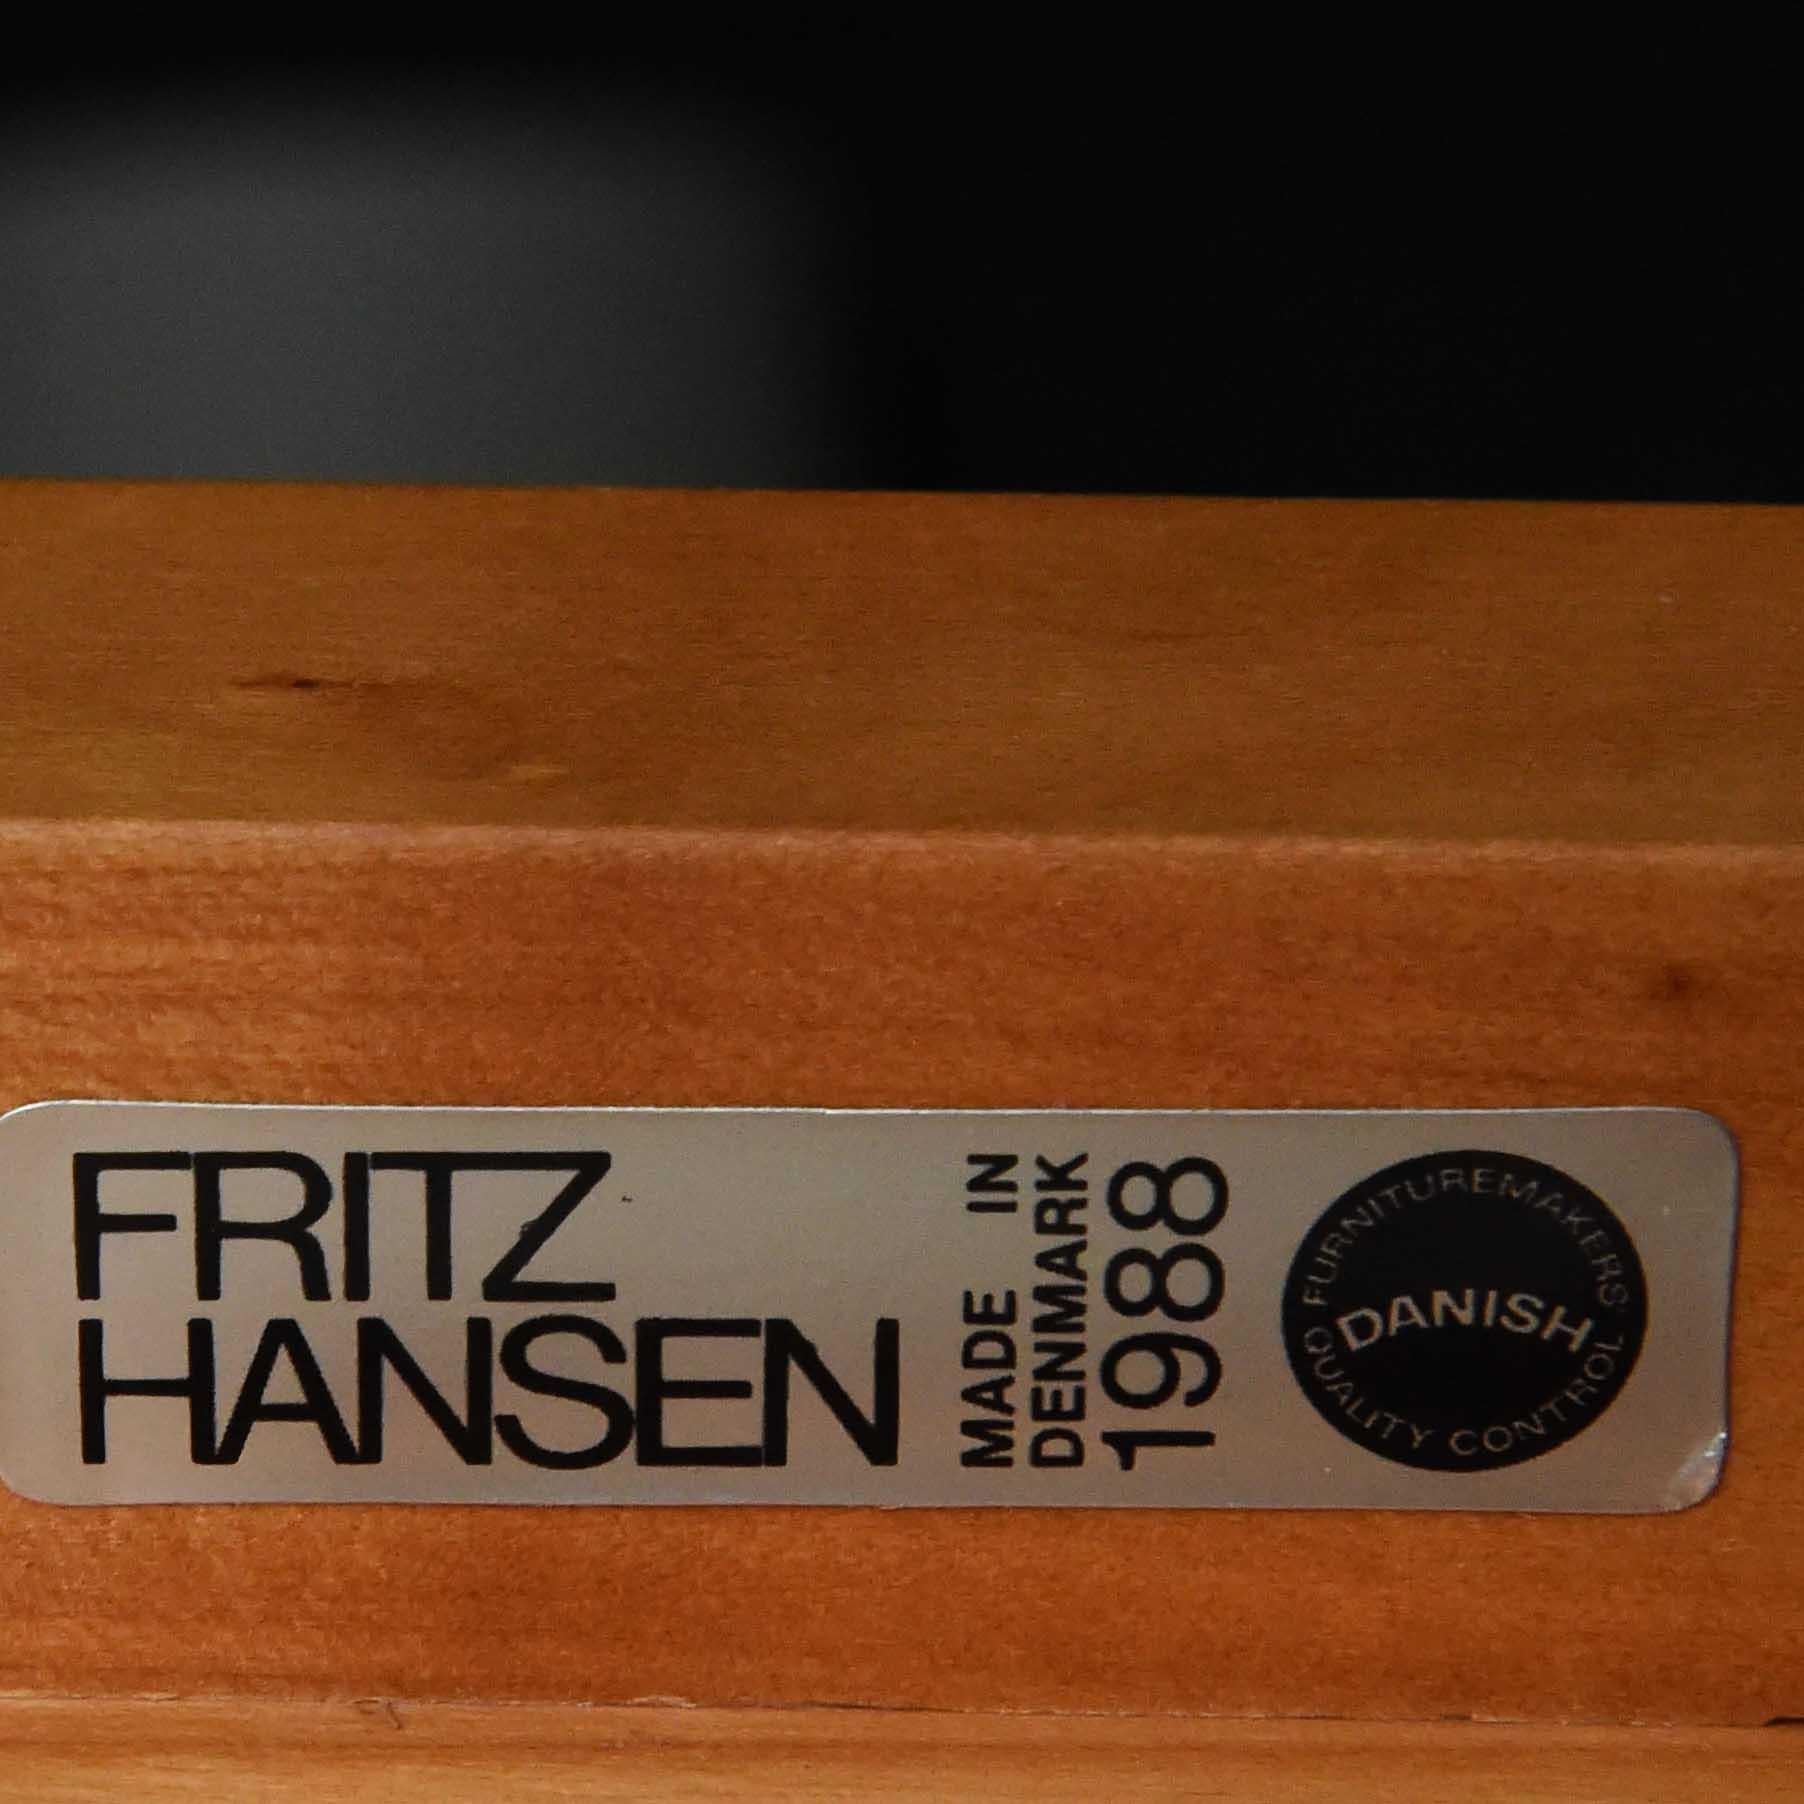 FRITZ
HANSEN
MADE IN
DENMARK
1988
FURNITUREMAKERS'
DANISH
QUALITY CONTROL